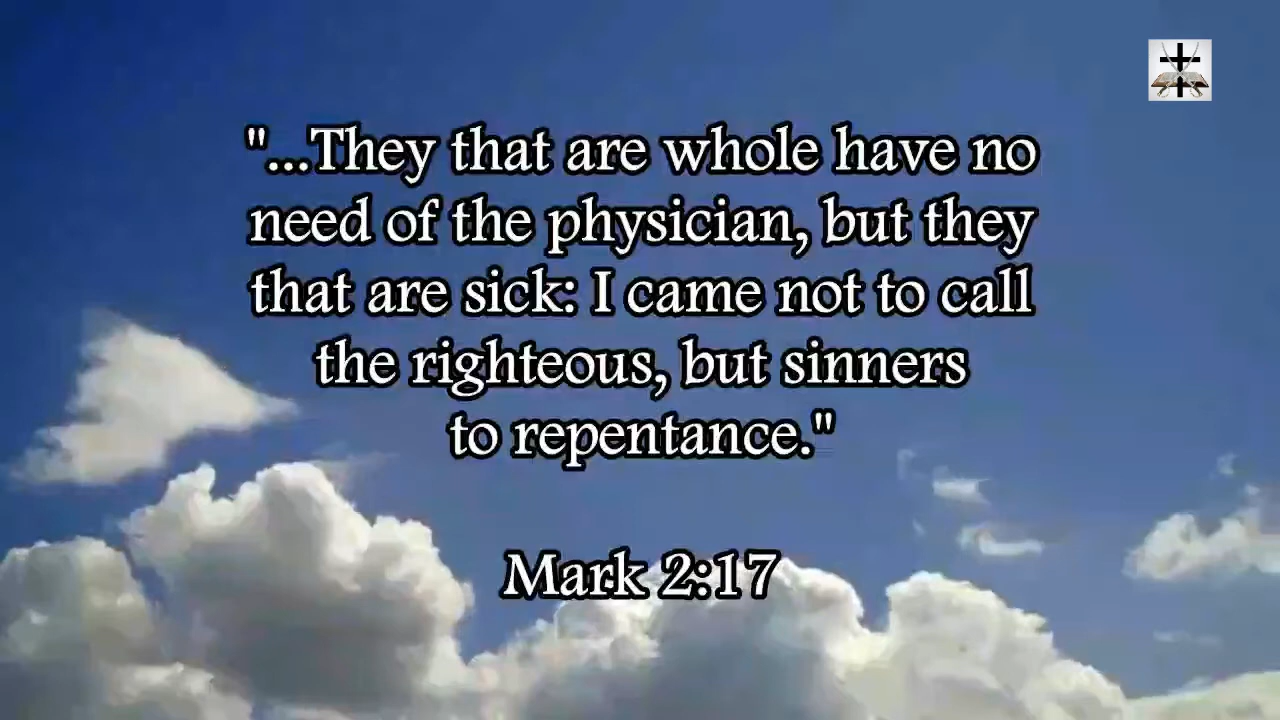 "...They that are whole have no
need of the physician, but they
that are sick: I came not to call
the righteous, but sinners
to repentance."
Mark 2:17